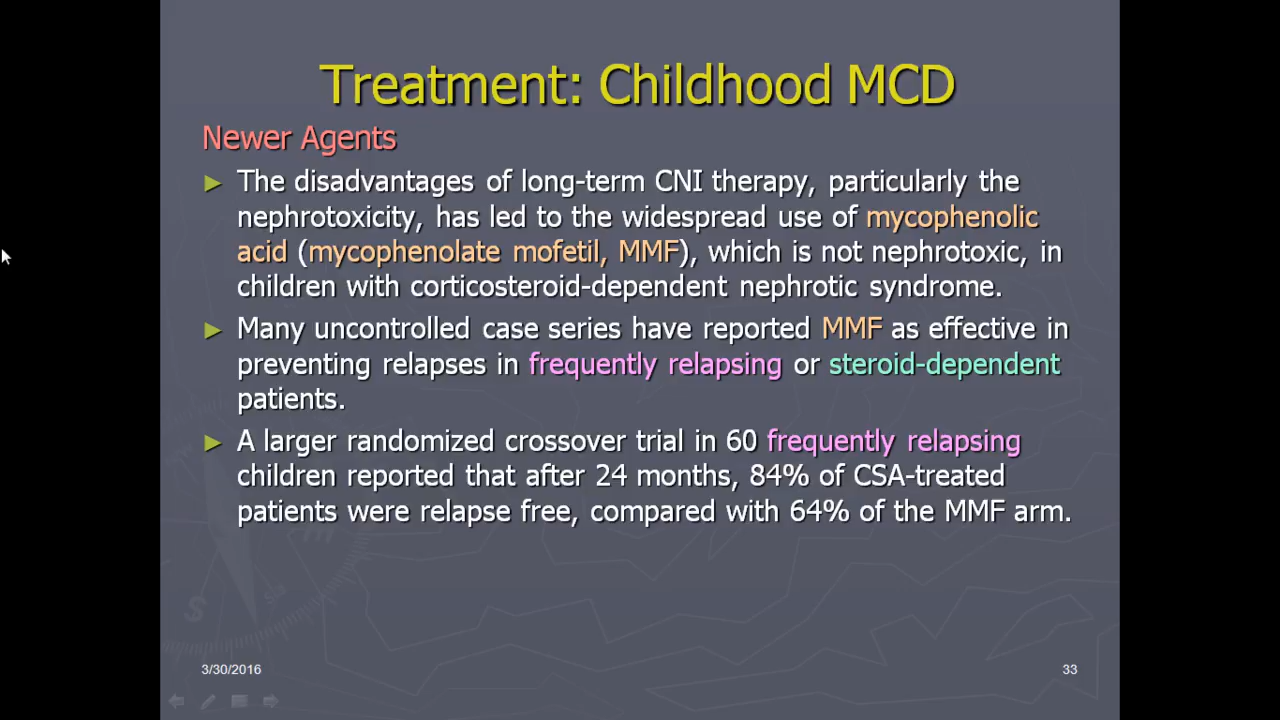 Treatment: Childhood MCD
Newer Agents
► The disadvantages of long-term CNI therapy, particularly the
nephrotoxicity, has led to the widespread use of mycophenolic
acid (mycophenolate mofetil, MMF), which is not nephrotoxic, in
children with corticosteroid-dependent nephrotic syndrome.
► Many uncontrolled case series have reported MMF as effective in
preventing relapses in frequently relapsing or steroid-dependent
patients.
► A larger randomized crossover trial in 60 frequently relapsing
children reported that after 24 months, 84% of CSA-treated
patients were relapse free, compared with 64% of the MMF arm.
S
3/30/2016
33